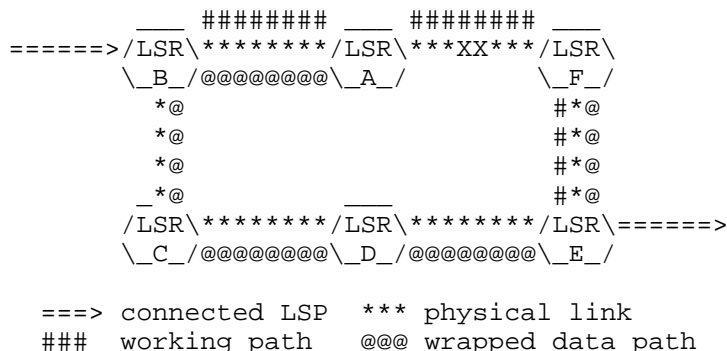 ___ ######## ___ ######## ___
======>/LSR\********/LSR\***XX***/LSR\
       \_B_/@@@@@@@@\_A_/        \_F_/
         *@                       #*@
         *@                       #*@
         *@                       #*@
        _*@          ___          #*@
       /LSR\********/LSR\********/LSR\======>
       \_C_/@@@@@@@@\_D_/@@@@@@@@\_E_/
  ===> connected LSP  *** physical link
  ###  working path   @@@ wrapped data path